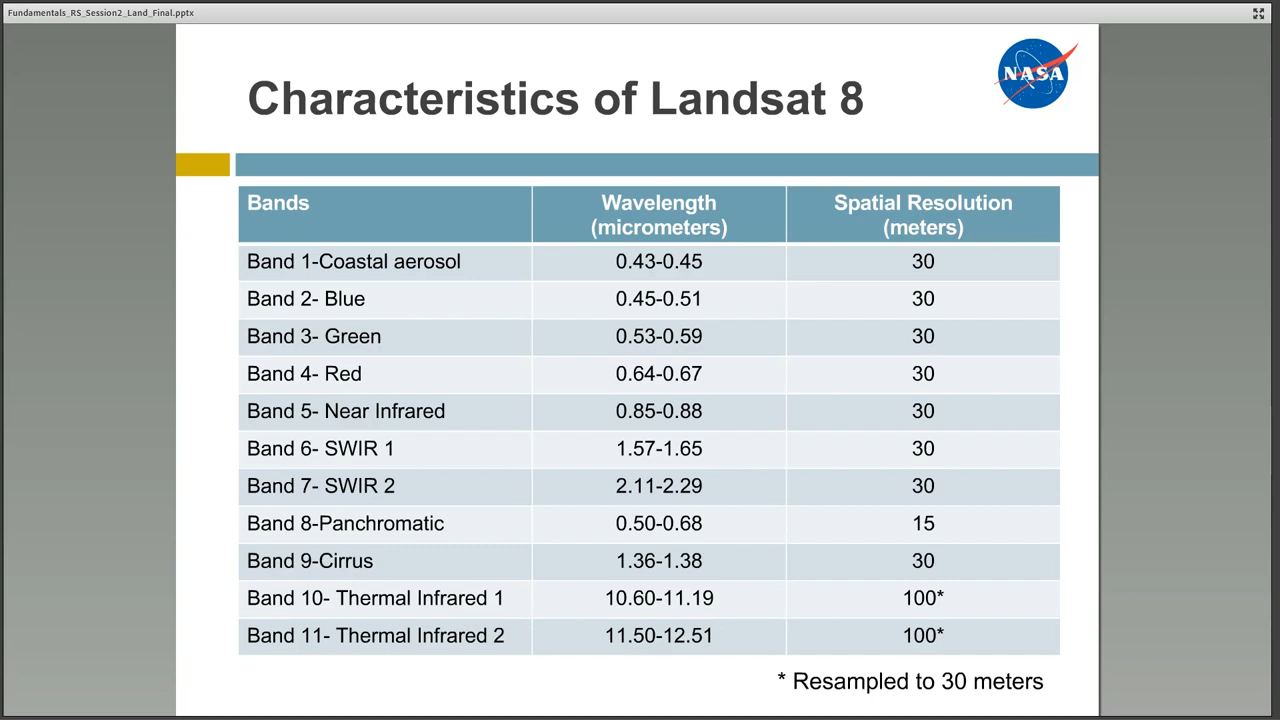 Fundamentals_RS_Session2_Land_Final.pptx
NASA
Characteristics of Landsat 8
Bands Wavelength (micrometers) Spatial Resolution (meters)
Band 1-Coastal aerosol 0.43-0.45 30
Band 2- Blue 0.45-0.51 30
Band 3- Green 0.53-0.59 30
Band 4- Red 0.64-0.67 30
Band 5- Near Infrared 0.85-0.88 30
Band 6- SWIR 1 1.57-1.65 30
Band 7- SWIR 2 2.11-2.29 30
Band 8-Panchromatic 0.50-0.68 15
Band 9-Cirrus 1.36-1.38 30
Band 10- Thermal Infrared 1 10.60-11.19 100*
Band 11- Thermal Infrared 2 11.50-12.51 100*
* Resampled to 30 meters